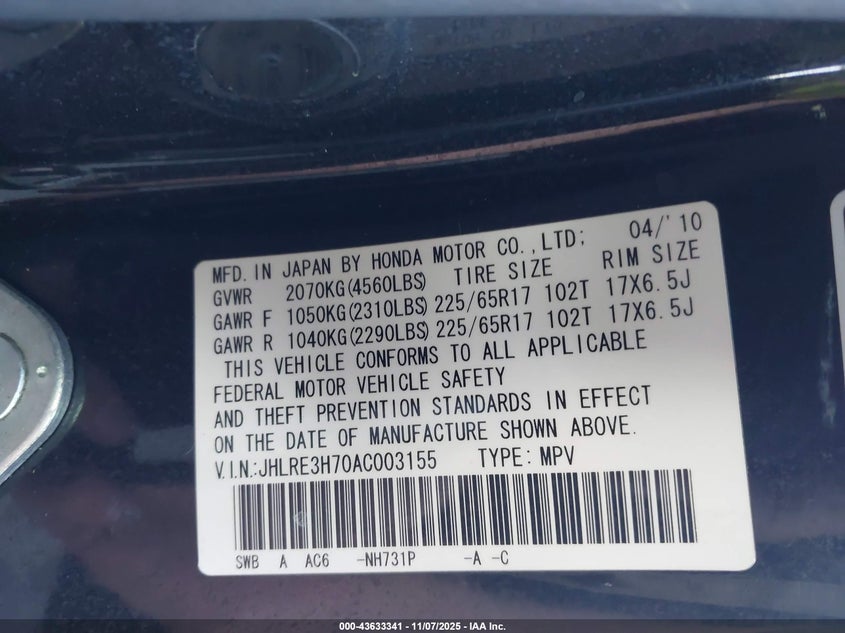 MFD. IN JAPAN BY HONDA MOTOR CO., LTD; 04/'10
GVWR 2070KG(4560LBS) TIRE SIZE RIM SIZE
GAWR F 1050KG(2310LBS) 225/65R17 102T 17X6.5J
GAWR R 1040KG(2290LBS) 225/65R17 102T 17X6.5J
THIS VEHICLE CONFORMS TO ALL APPLICABLE
FEDERAL MOTOR VEHICLE SAFETY
AND THEFT PREVENTION STANDARDS IN EFFECT
ON THE DATE OF MANUFACTURE SHOWN ABOVE.
V.I.N.:JHLRE3H70AC003155 TYPE: MPV
SWB A AC6 -NH731P -A -C
000-43633341 - 11/07/2025 - IAA Inc.